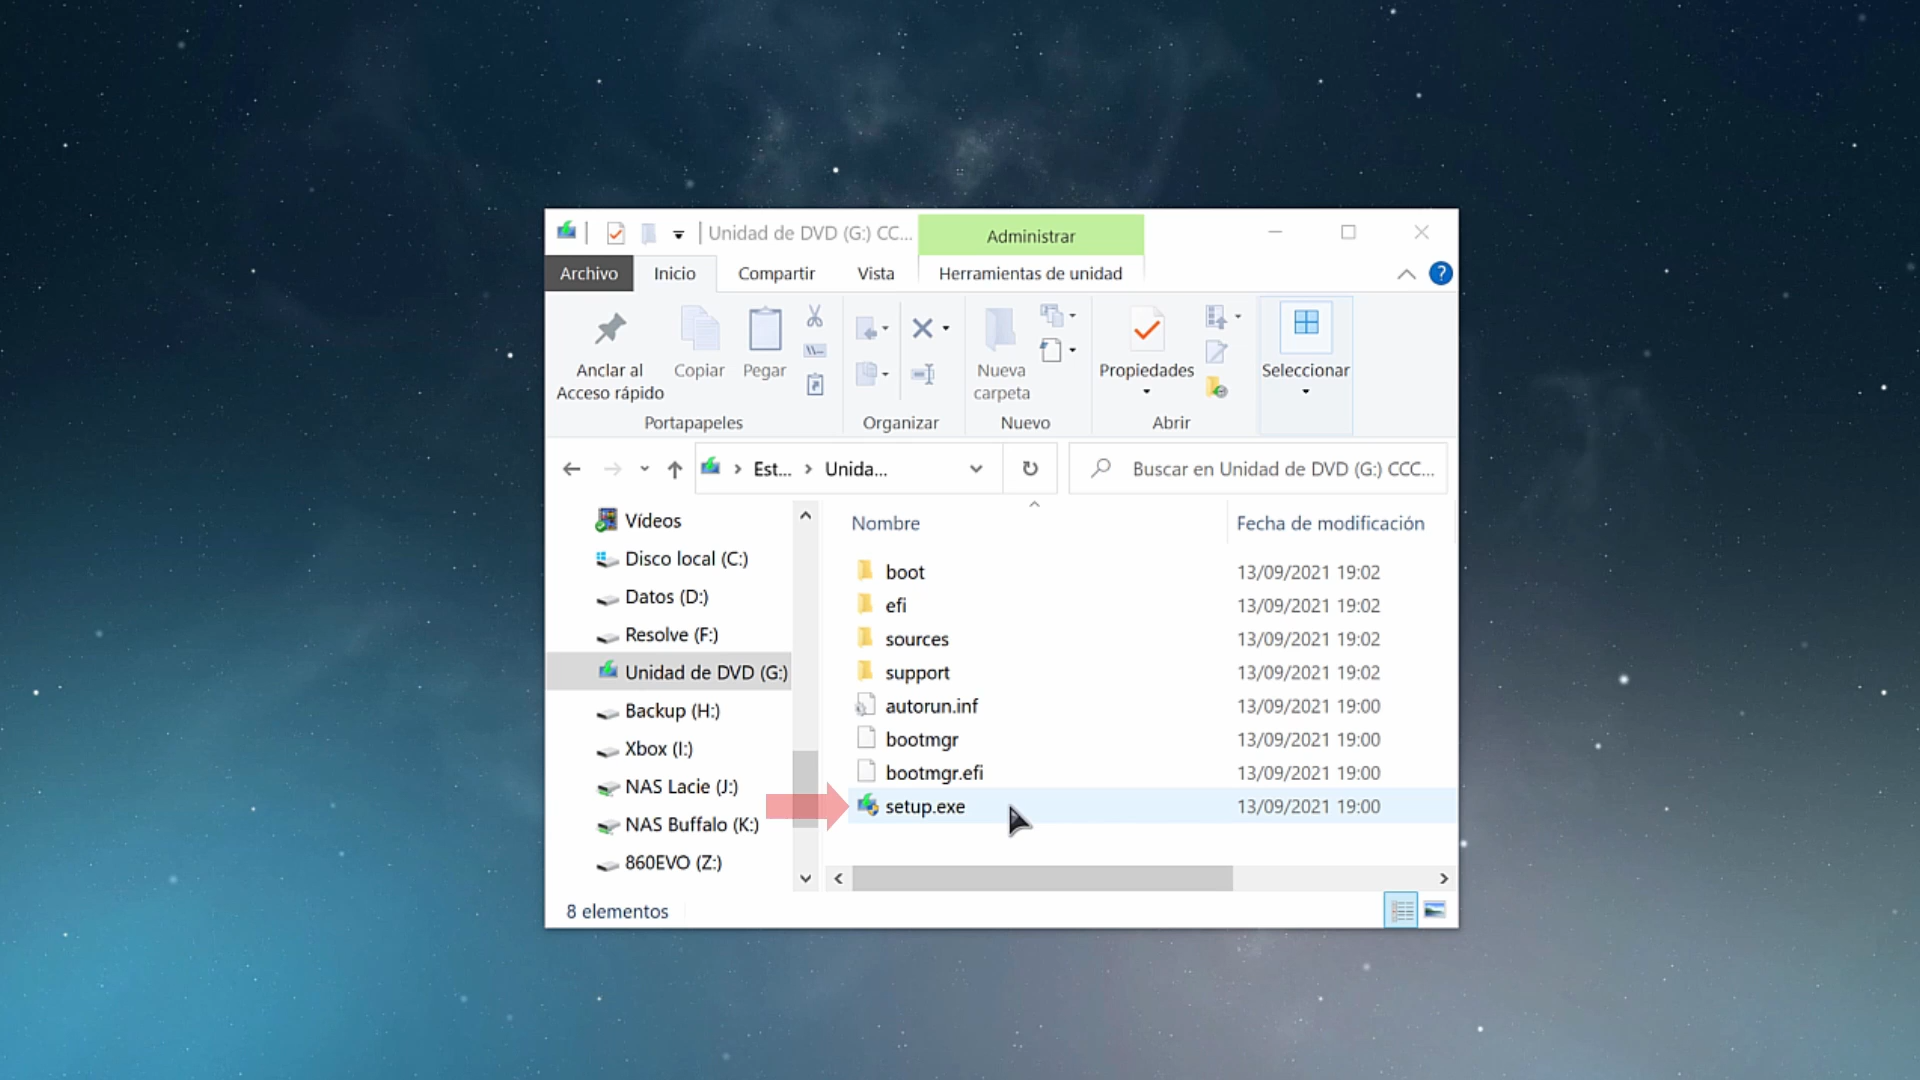 Unidad de DVD (G:) CC...
Administrar
Archivo
Inicio
Compartir
Vista
Herramientas de unidad
?
Anclar al
Acceso rápido
Copiar
Pegar
Nueva
carpeta
Propiedades
Seleccionar
Portapapeles
Organizar
Nuevo
Abrir
Est...
Unida...
Buscar en Unidad de DVD (G:) CCC...
Vídeos
Disco local (C:)
Datos (D:)
Resolve (F:)
Unidad de DVD (G:)
Backup (H:)
Xbox (I:)
NAS Lacie (J:)
NAS Buffalo (K:)
860EVO (Z:)
Nombre
Fecha de modificación
boot 13/09/2021 19:02
efi 13/09/2021 19:02
sources 13/09/2021 19:02
support 13/09/2021 19:02
autorun.inf 13/09/2021 19:00
bootmgr 13/09/2021 19:00
bootmgr.efi 13/09/2021 19:00
setup.exe 13/09/2021 19:00
8 elementos